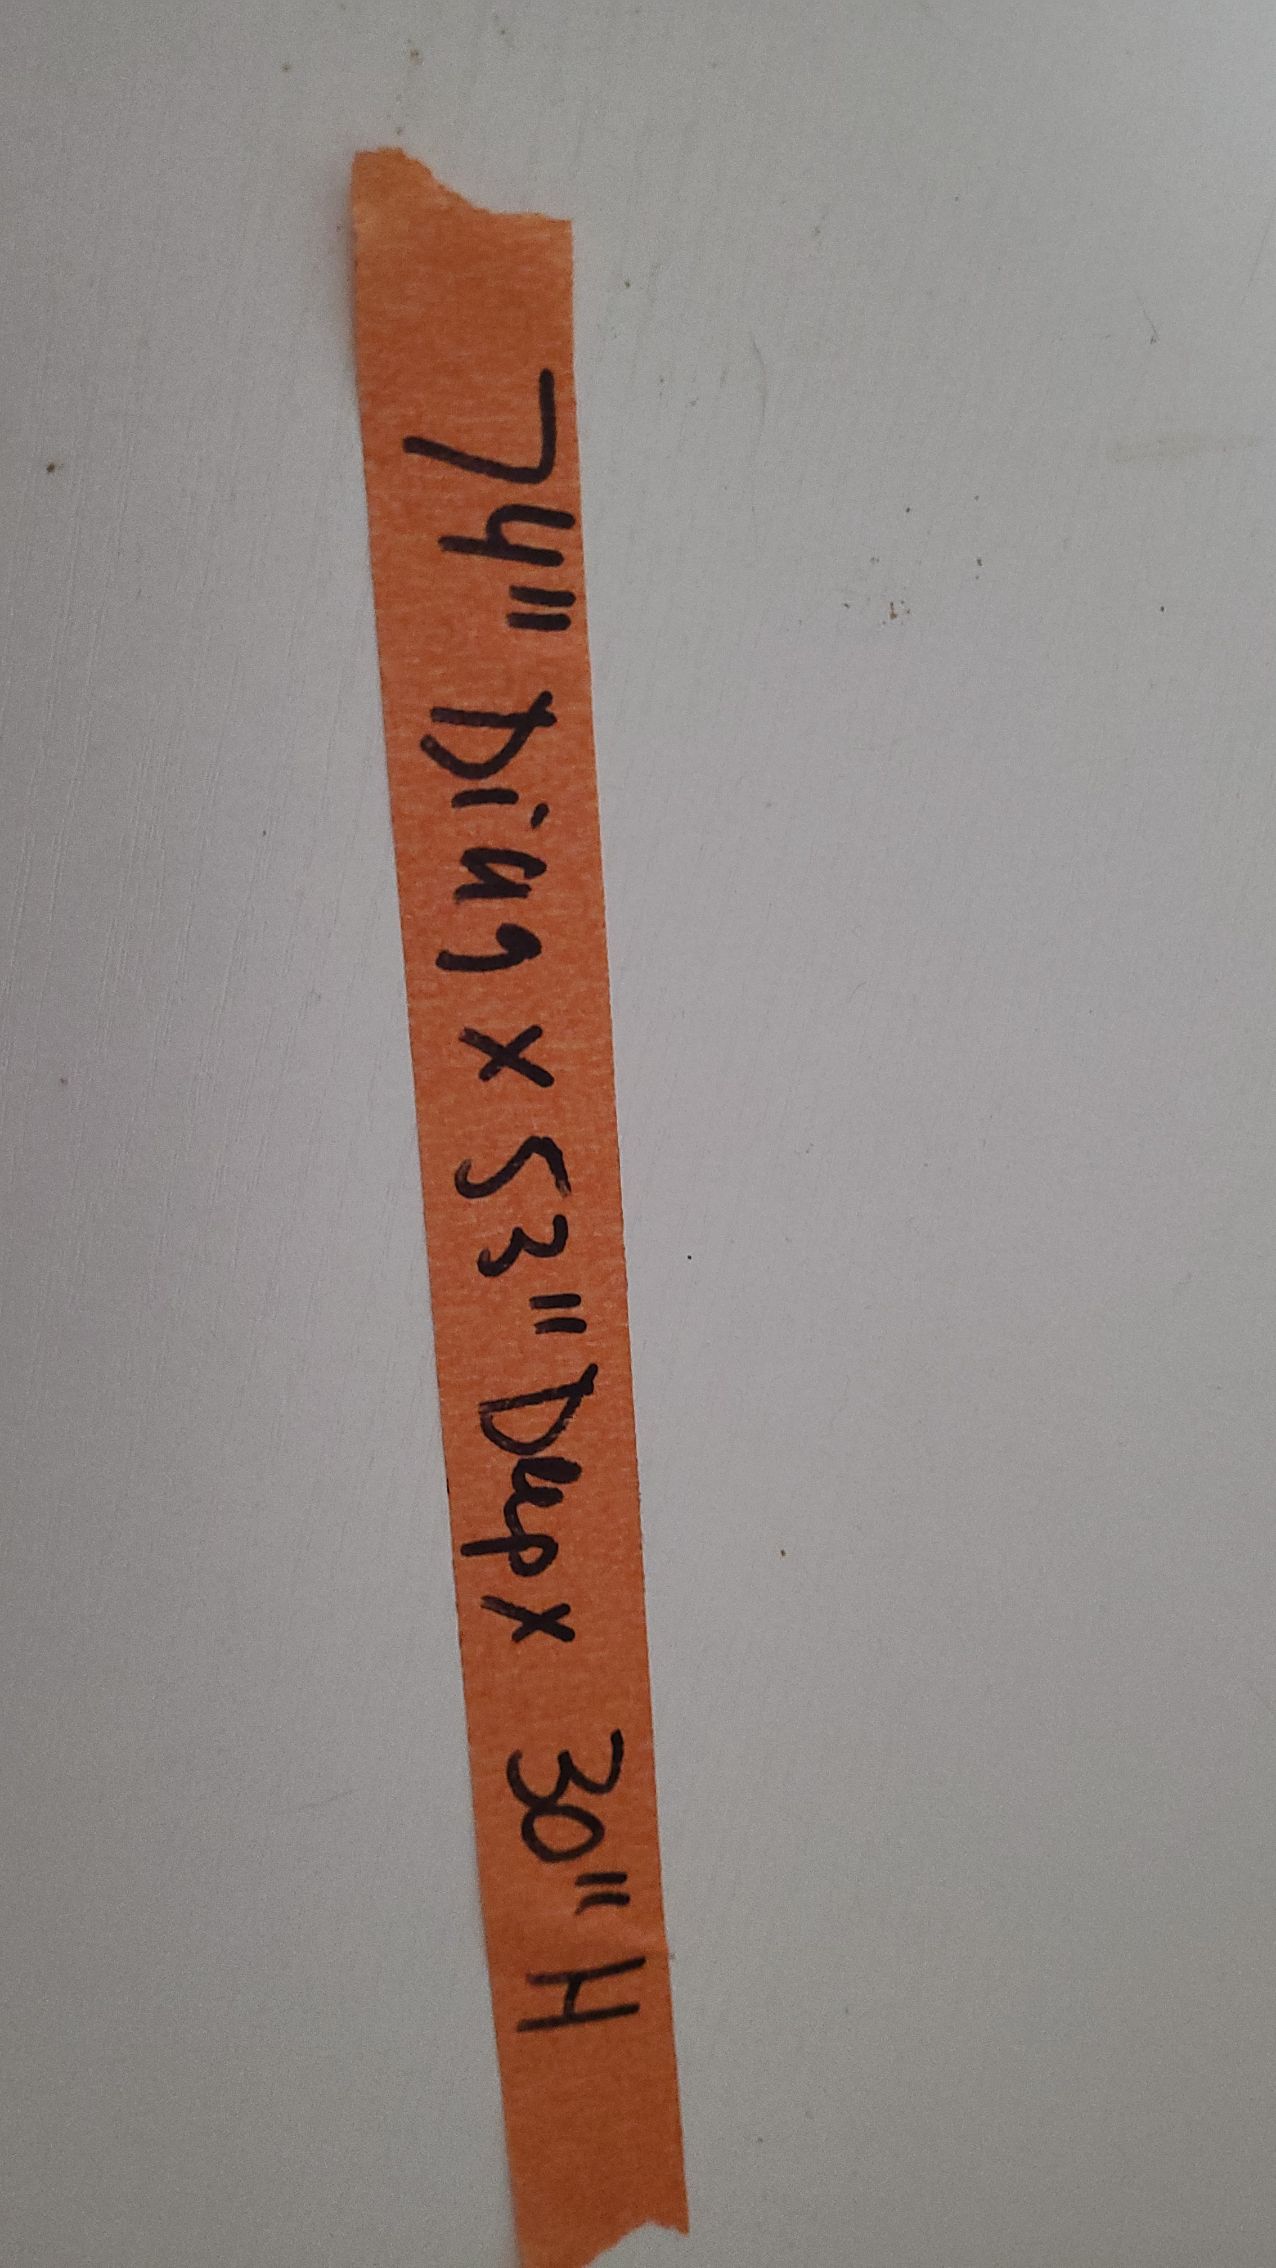 74" Diag x 53" Deep x 30" H